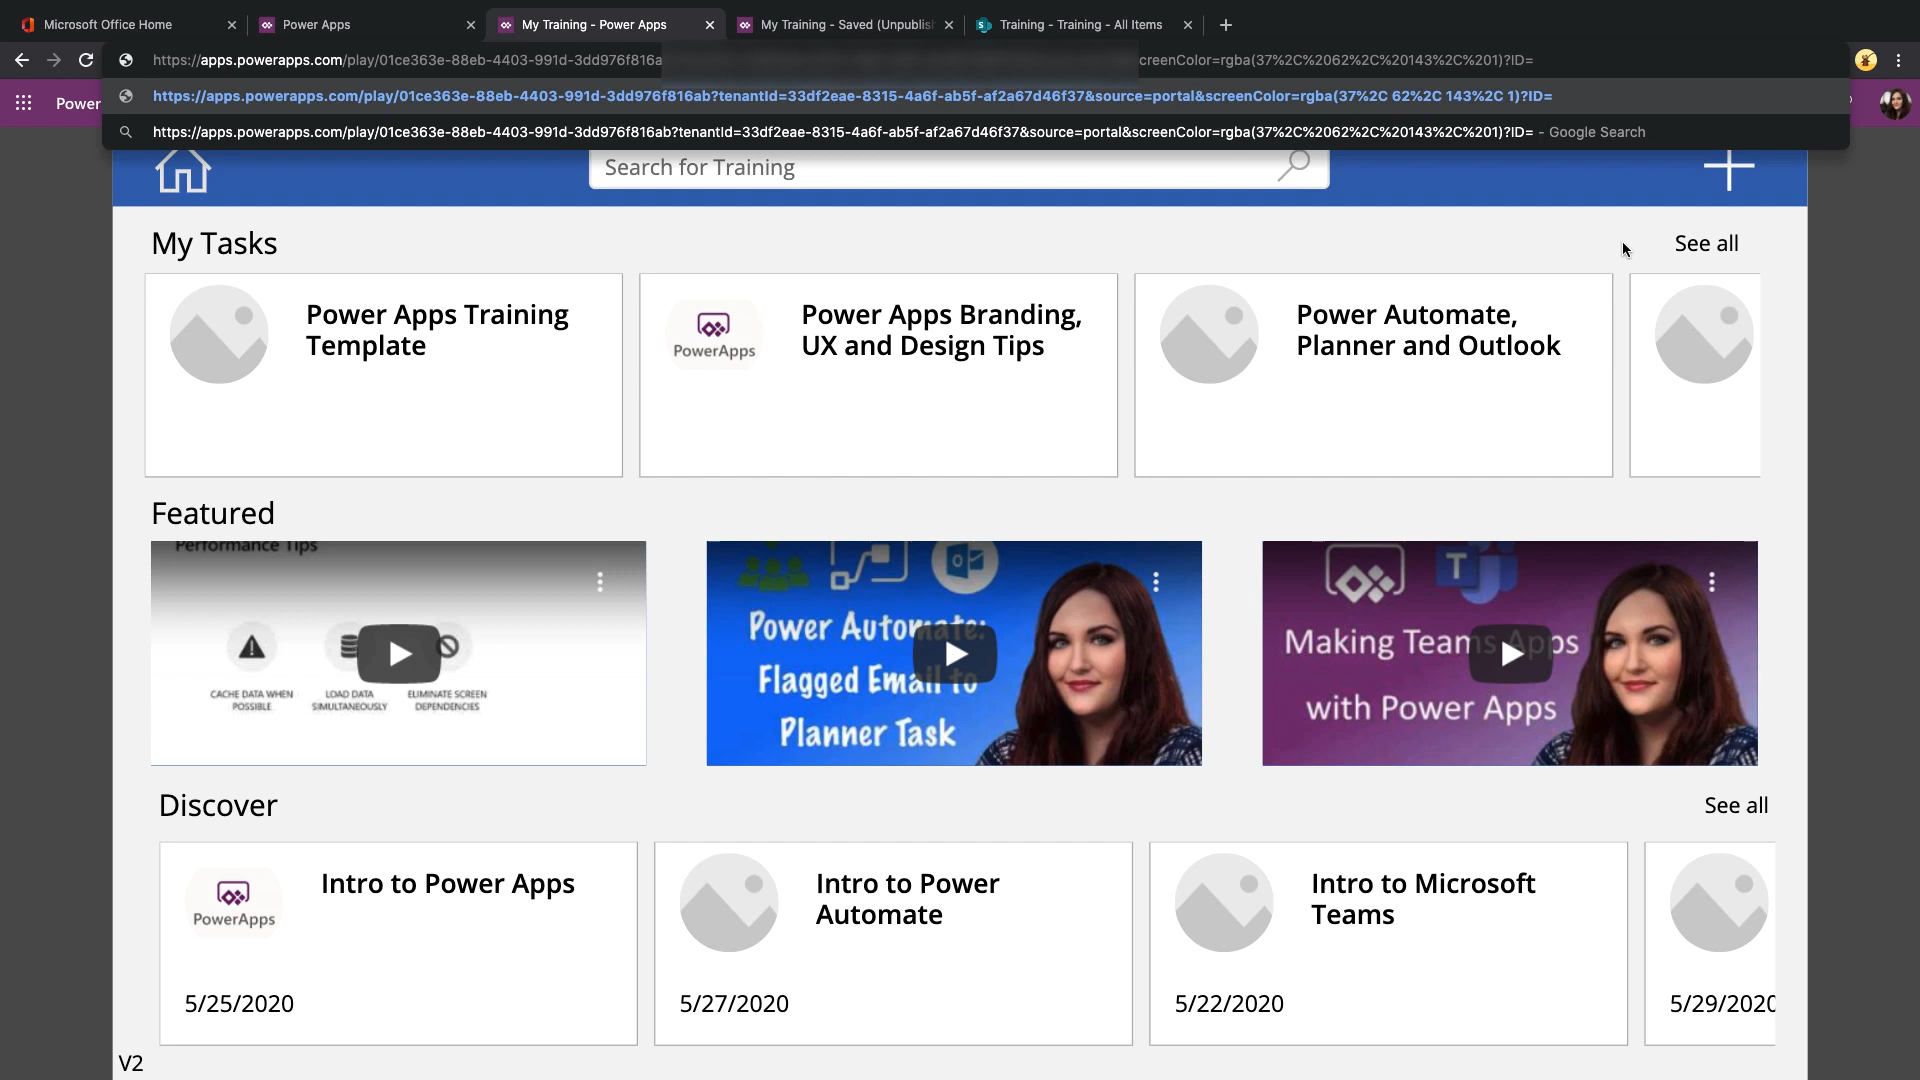 Microsoft Office Home
Power Apps
My Training - Power Apps
My Training - Saved (Unpublis
Training - Training - All Items
https://apps.powerapps.com/play/01ce363e-88eb-4403-991d-3dd976f816a
creenColor=rgba(37%2C%2062%2C%20143%2C%201)?ID=
Power
https://apps.powerapps.com/play/01ce363e-88eb-4403-991d-3dd976f816ab?tenantId=33df2eae-8315-4a6f-ab5f-af2a67d46f37&source=portal&screenColor=rgba(37%2C 62%2C 143%2C 1)?ID=
https://apps.powerapps.com/play/01ce363e-88eb-4403-991d-3dd976f816ab?tenantId=33df2eae-8315-4a6f-ab5f-af2a67d46f37&source=portal&screenColor=rgba(37%2C%2062%2C%20143%2C%201)?ID= - Google Search
Search for Training
My Tasks
See all
Power Apps Training
Template
PowerApps
Power Apps Branding,
UX and Design Tips
Power Automate,
Planner and Outlook
Featured
Performance Tips
CACHE DATA WHEN
POSSIBLE
LOAD DATA
SIMULTANEOUSLY
ELIMINATE SCREEN
DEPENDENCIES
Power Automate:
Flagged Email to
Planner Task
Making Teams Apps
with Power Apps
Discover
See all
PowerApps
Intro to Power Apps
5/25/2020
Intro to Power
Automate
5/27/2020
Intro to Microsoft
Teams
5/22/2020
5/29/2020
V2